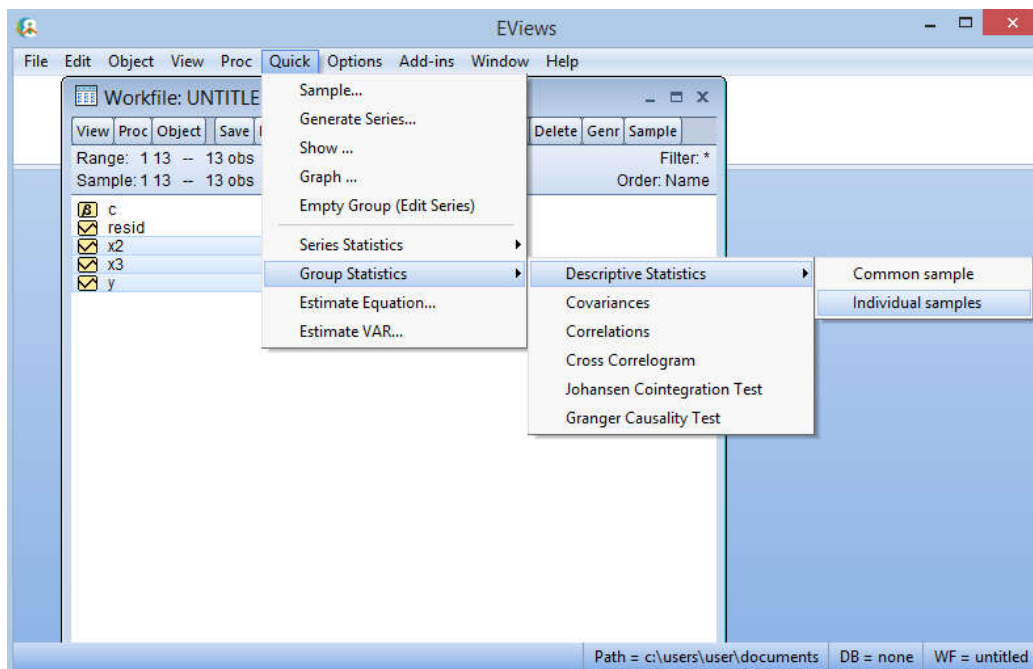 EViews
File Edit Object View Proc Quick Options Add-ins Window Help
Workfile: UNTITLE
View Proc Object Save Delete Genr Sample
Range: 1 13 -- 13 obs Filter: *
Sample: 1 13 -- 13 obs Order: Name
c
resid
x2
x3
y
Sample...
Generate Series...
Show ...
Graph ...
Empty Group (Edit Series)
Series Statistics
Group Statistics
Estimate Equation...
Estimate VAR...
Descriptive Statistics
Covariances
Correlations
Cross Correlogram
Johansen Cointegration Test
Granger Causality Test
Common sample
Individual samples
Path = c:\users\user\documents DB = none WF = untitled